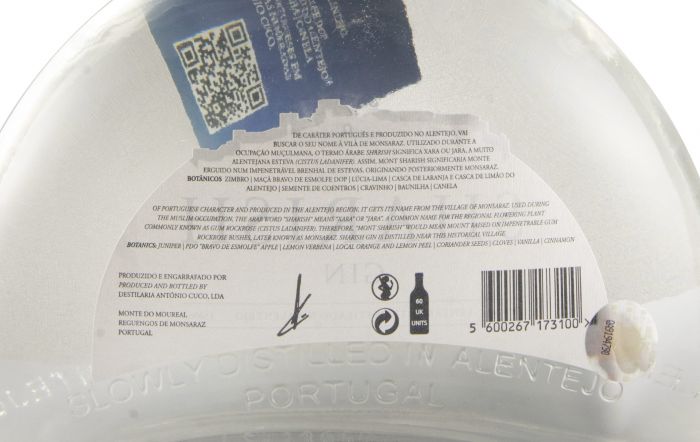 DE CARÁTER PORTUGUÊS E PRODUZIDO NO ALENTEJO, VAI
BUSCAR O SEU NOME À VILA DE MONSARAZ. UTILIZADO DURANTE A
OCUPAÇÃO MUÇULMANA, O TERMO ÁRABE SHARISH SIGNIFICA XARA OU JARA, A MUITO
ALENTEJANA ESTEVA (CISTUS LADANIFER). ASSIM, MONT SHARISH SIGNIFICARIA MONTE
ERGUIDO NUM IMPENETRÁVEL BRENHAL DE ESTEVAS, ORIGINANDO POSTERIORMENTE MONSARAZ.
BOTÂNICOS: ZIMBRO | MAÇÃ BRAVO DE ESMOLFE DOP | LÚCIA-LIMA | CASCA DE LARANJA E CASCA DE LIMÃO DO
ALENTEJO | SEMENTE DE COENTROS | CRAVINHO | BAUNILHA | CANELA
OF PORTUGUESE CHARACTER AND PRODUCED IN THE ALENTEJO REGION, IT GETS ITS NAME FROM THE VILLAGE OF MONSARAZ. USED DURING
THE MUSLIM OCCUPATION, THE ARAB WORD "SHARISH" MEANS "XARA" OR "JARA", A COMMON NAME FOR THE REGIONAL FLOWERING PLANT
COMMONLY KNOWN AS GUM ROCKROSE (CISTUS LADANIFER). THEREFORE, "MONT SHARISH" WOULD MEAN MOUNT BASED ON IMPENETRABLE GUM
ROCKROSE BUSHES, LATER KNOWN AS MONSARAZ. SHARISH GIN IS DISTILLED NEAR THIS HISTORICAL VILLAGE.
BOTANICS: JUNIPER | PDO "BRAVO DE ESMOLFE" APPLE | LEMON VERBENA | LOCAL ORANGE AND LEMON PEEL | CORIANDER SEEDS | CLOVES | VANILLA | CINNAMON
GIN
PRODUZIDO E ENGARRAFADO POR
PRODUCED AND BOTTLED BY
DESTILARIA ANTÓNIO CUCO, LDA
MONTE DO MOUREAL
REGUENGOS DE MONSARAZ
PORTUGAL
60
UK
UNITS
5 600267 173100 >
SLOWLY DISTILLED IN ALENTEJO
PORTUGAL